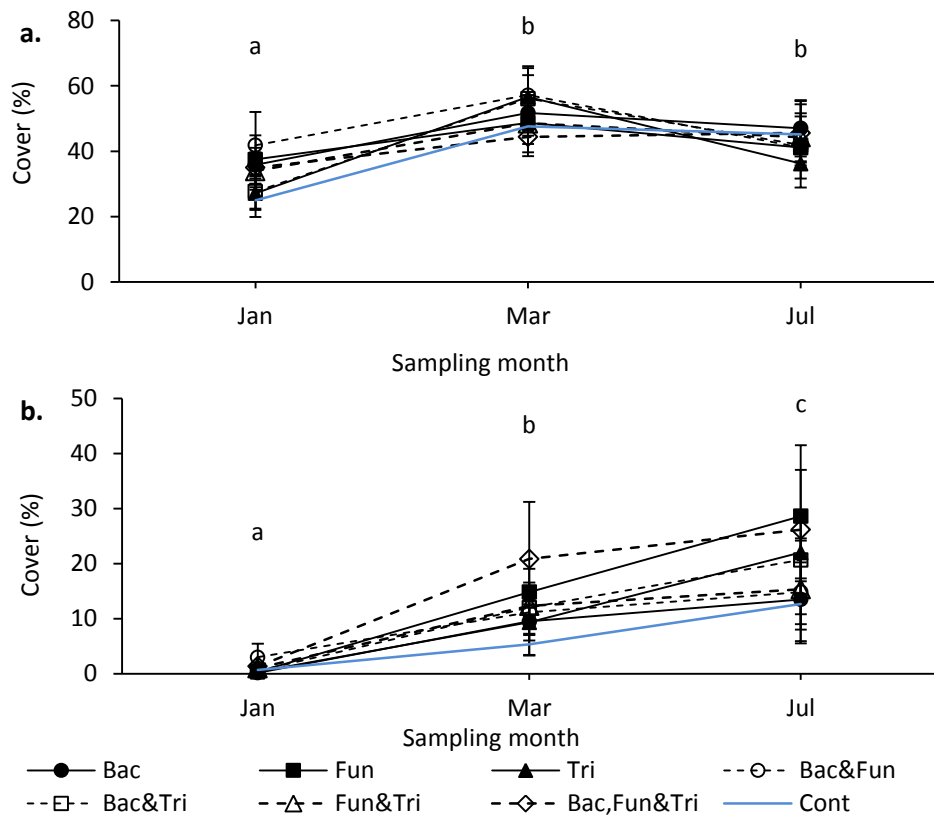 a.
80
60
40
20
0
Cover (%)
a
b
b
Jan
Mar
Jul
Sampling month
b.
50
40
30
20
10
0
Cover (%)
a
b
c
Jan
Mar
Jul
Sampling month
Bac Fun Tri Bac&Fun
Bac&Tri Fun&Tri Bac,Fun&Tri Cont